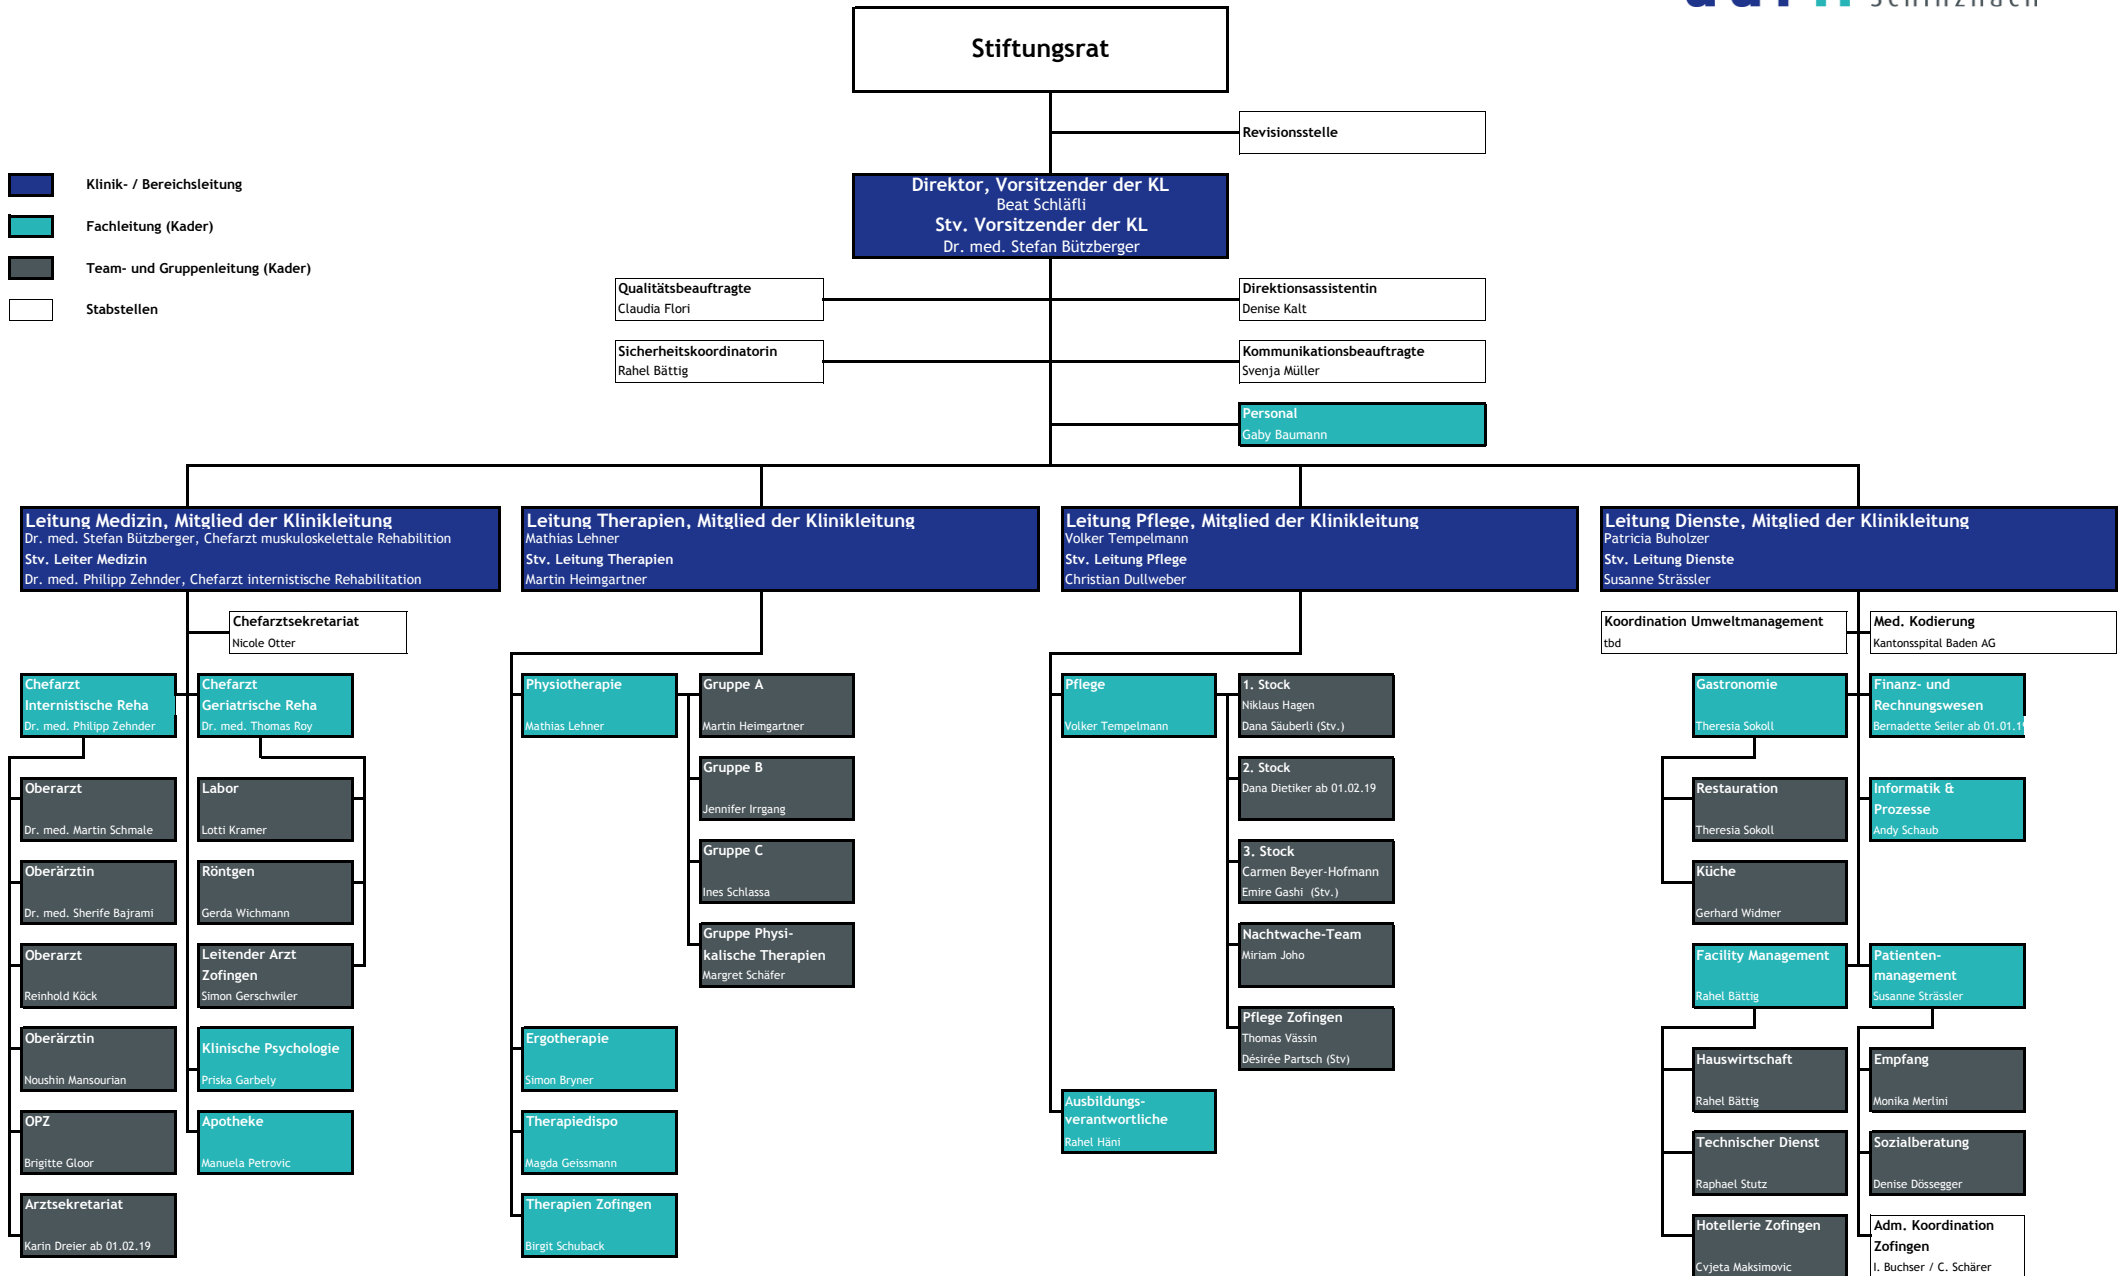 Schinznach
Stiftungsrat
Revisionsstelle
Klinik- / Bereichsleitung
Fachleitung (Kader)
Team- und Gruppenleitung (Kader)
Stabstellen
Direktor, Vorsitzender der KL
Beat Schläfli
Stv. Vorsitzender der KL
Dr. med. Stefan Bützberger
Qualitätsbeauftragte
Claudia Flori
Direktionsassistentin
Denise Kalt
Sicherheitskoordinatorin
Rahel Bättig
Kommunikationsbeauftragte
Svenja Müller
Personal
Gaby Baumann
Leitung Medizin, Mitglied der Klinikleitung
Dr. med. Stefan Bützberger, Chefarzt muskuloskelettale Rehabilition
Stv. Leiter Medizin
Dr. med. Philipp Zehnder, Chefarzt internistische Rehabilitation
Leitung Therapien, Mitglied der Klinikleitung
Mathias Lehner
Stv. Leitung Therapien
Martin Heimgartner
Leitung Pflege, Mitglied der Klinikleitung
Volker Tempelmann
Stv. Leitung Pflege
Christian Dullweber
Leitung Dienste, Mitglied der Klinikleitung
Patricia Buholzer
Stv. Leitung Dienste
Susanne Strässler
Chefarztsekretariat
Nicole Otter
Koordination Umweltmanagement
tbd
Med. Kodierung
Kantonsspital Baden AG
Chefarzt
Internistische Reha
Dr. med. Philipp Zehnder
Chefarzt
Geriatrische Reha
Dr. med. Thomas Roy
Oberarzt
Dr. med. Martin Schmale
Oberärztin
Dr. med. Sherife Bajrami
Oberarzt
Reinhold Köck
Oberärztin
Noushin Mansourian
OPZ
Brigitte Gloor
Arztsekretariat
Karin Dreier ab 01.02.19
Labor
Lotti Kramer
Röntgen
Gerda Wichmann
Leitender Arzt
Zofingen
Simon Gerschwiler
Klinische Psychologie
Priska Garbely
Apotheke
Manuela Petrovic
Physiotherapie
Mathias Lehner
Gruppe A
Martin Heimgartner
Gruppe B
Jennifer Irrgang
Gruppe C
Ines Schlassa
Gruppe Physi-
kalische Therapien
Margret Schäfer
Ergotherapie
Simon Bryner
Therapiedispo
Magda Geissmann
Therapien Zofingen
Birgit Schuback
Pflege
Volker Tempelmann
1. Stock
Niklaus Hagen
Dana Säuberli (Stv.)
2. Stock
Dana Dietiker ab 01.02.19
3. Stock
Carmen Beyer-Hofmann
Emire Gashi (Stv.)
Nachtwache-Team
Miriam Joho
Pflege Zofingen
Thomas Vässin
Désirée Partsch (Stv)
Ausbildungs-
verantwortliche
Rahel Häni
Gastronomie
Theresia Sokoll
Finanz- und
Rechnungswesen
Bernadette Seiler ab 01.01.19
Restauration
Theresia Sokoll
Informatik &
Prozesse
Andy Schaub
Küche
Gerhard Widmer
Facility Management
Rahel Bättig
Patienten-
management
Susanne Strässler
Hauswirtschaft
Rahel Bättig
Empfang
Monika Merlini
Technischer Dienst
Raphael Stutz
Sozialberatung
Denise Dössegger
Hotellerie Zofingen
Cvjeta Maksimovic
Adm. Koordination
Zofingen
I. Buchser / C. Schärer